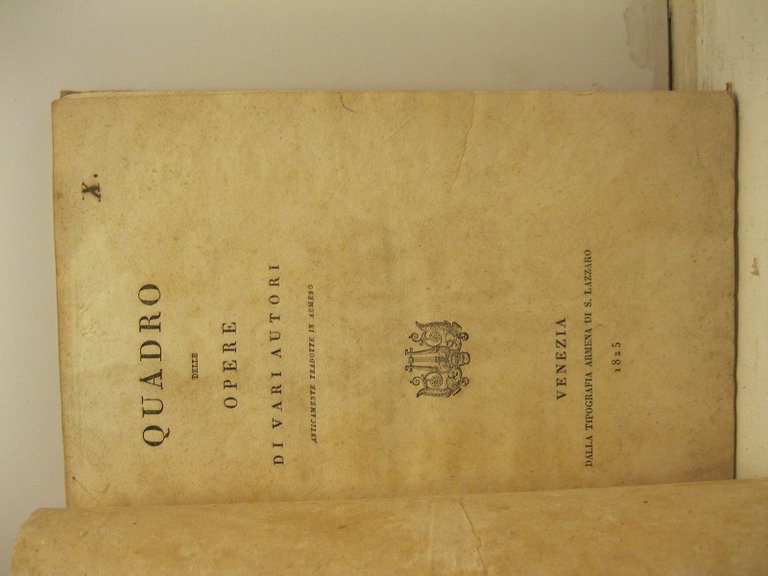 X.
QUADRO
DELLE
OPERE
DI VARI AUTORI
ANTICAMENTE TRADOTTE IN ARMENO
VENEZIA
DALLA TIPOGRAFIA ARMENA DI S. LAZZARO
1825